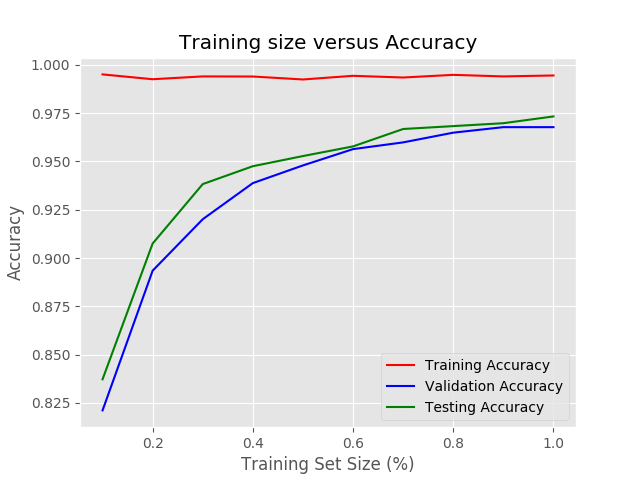 Training size versus Accuracy
1.000
0.975
0.950
0.925
0.900
0.875
0.850
0.825
Accuracy
Training Accuracy
Validation Accuracy
Testing Accuracy
0.2 0.4 0.6 0.8 1.0
Training Set Size (%)